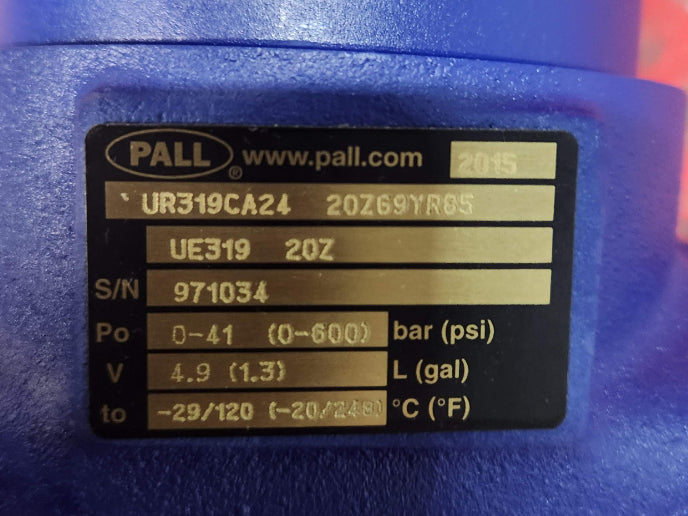 PALL ® www.pall.com 2015
UR319CA24 20Z69YR85
UE319 20Z
S/N 971034
Po 0-41 (0-600) bar (psi)
V 4.9 (1.3) L (gal)
to -29/120 (-20/248) °C (°F)